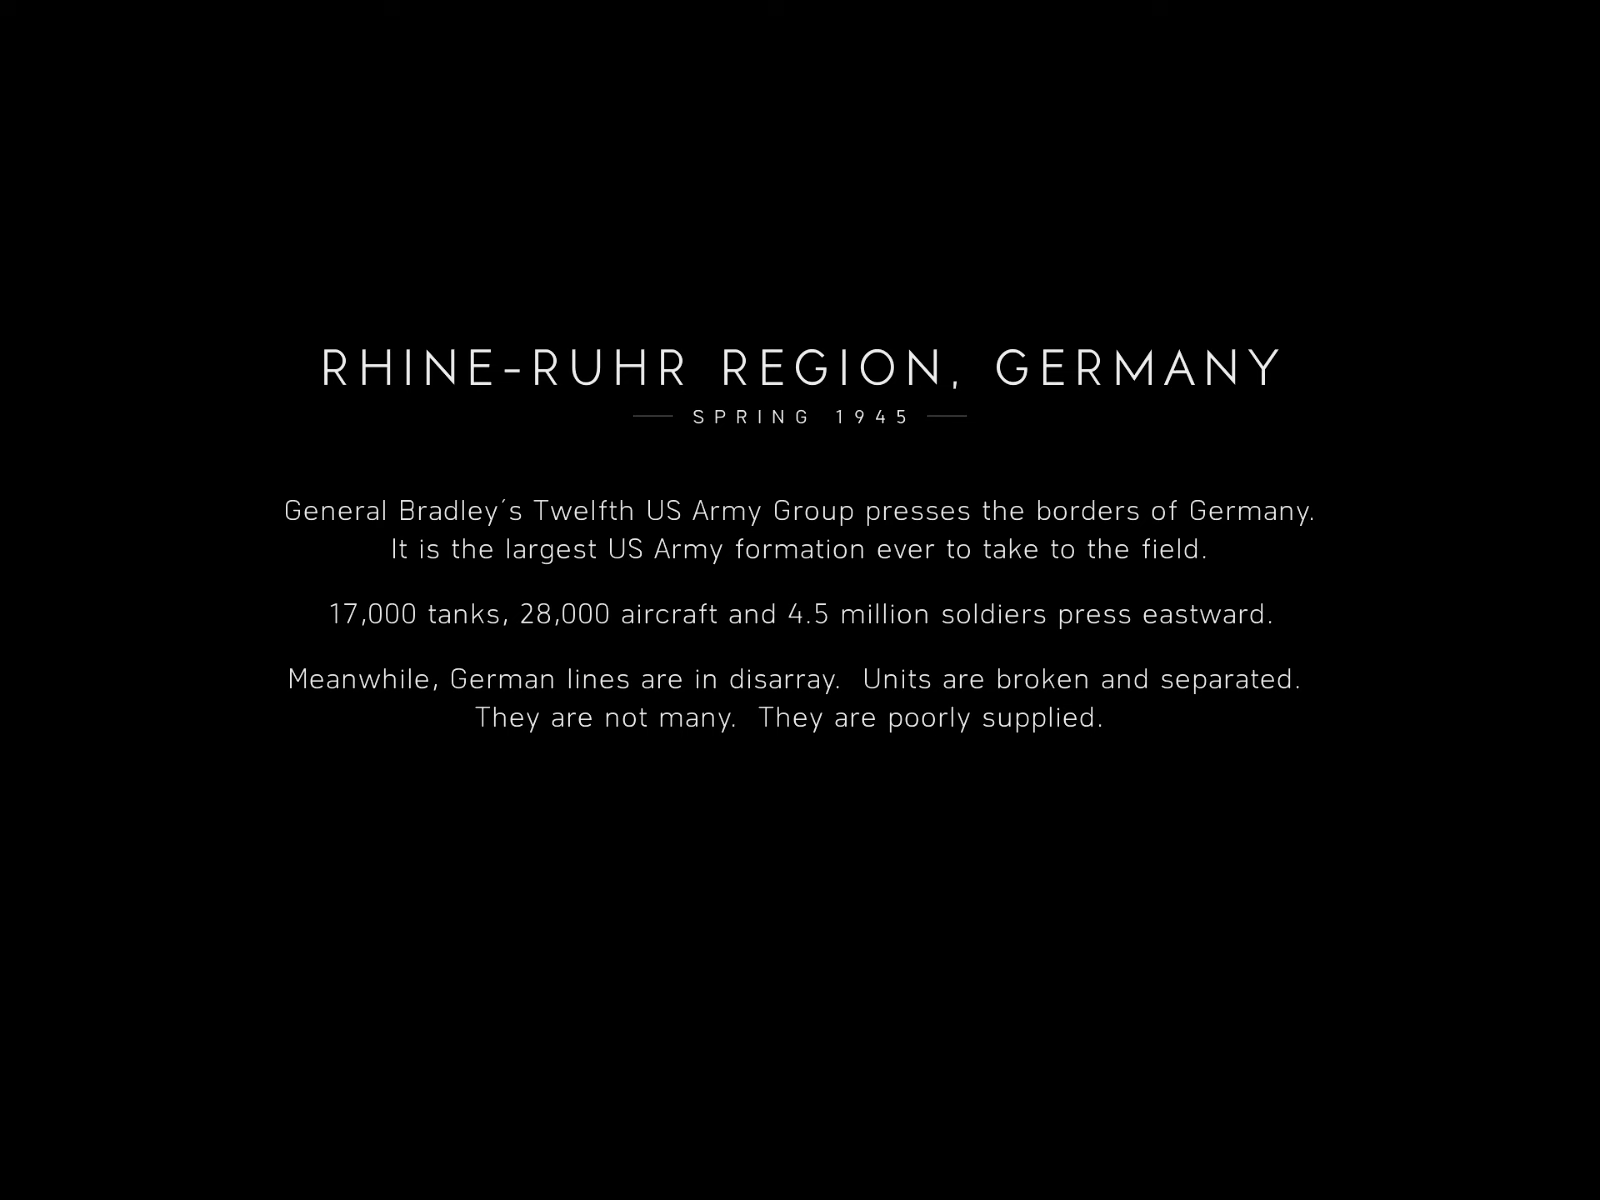 RHINE-RUHR REGION, GERMANY
SPRING 1945
General Bradley´s Twelfth US Army Group presses the borders of Germany.
It is the largest US Army formation ever to take to the field.
17,000 tanks, 28,000 aircraft and 4.5 million soldiers press eastward.
Meanwhile, German lines are in disarray.  Units are broken and separated.
They are not many.  They are poorly supplied.